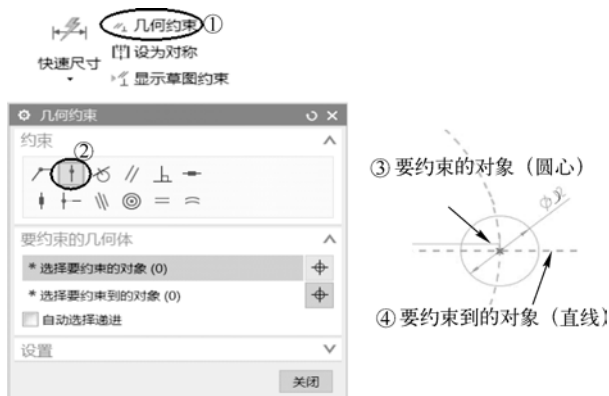 几何约束①
设为对称
快速尺寸
显示草图约束
几何约束
约束
②
要约束的几何体
* 选择要约束的对象 (0)
* 选择要约束到的对象 (0)
自动选择递进
设置
关闭
③ 要约束的对象（圆心）
④ 要约束到的对象（直线）